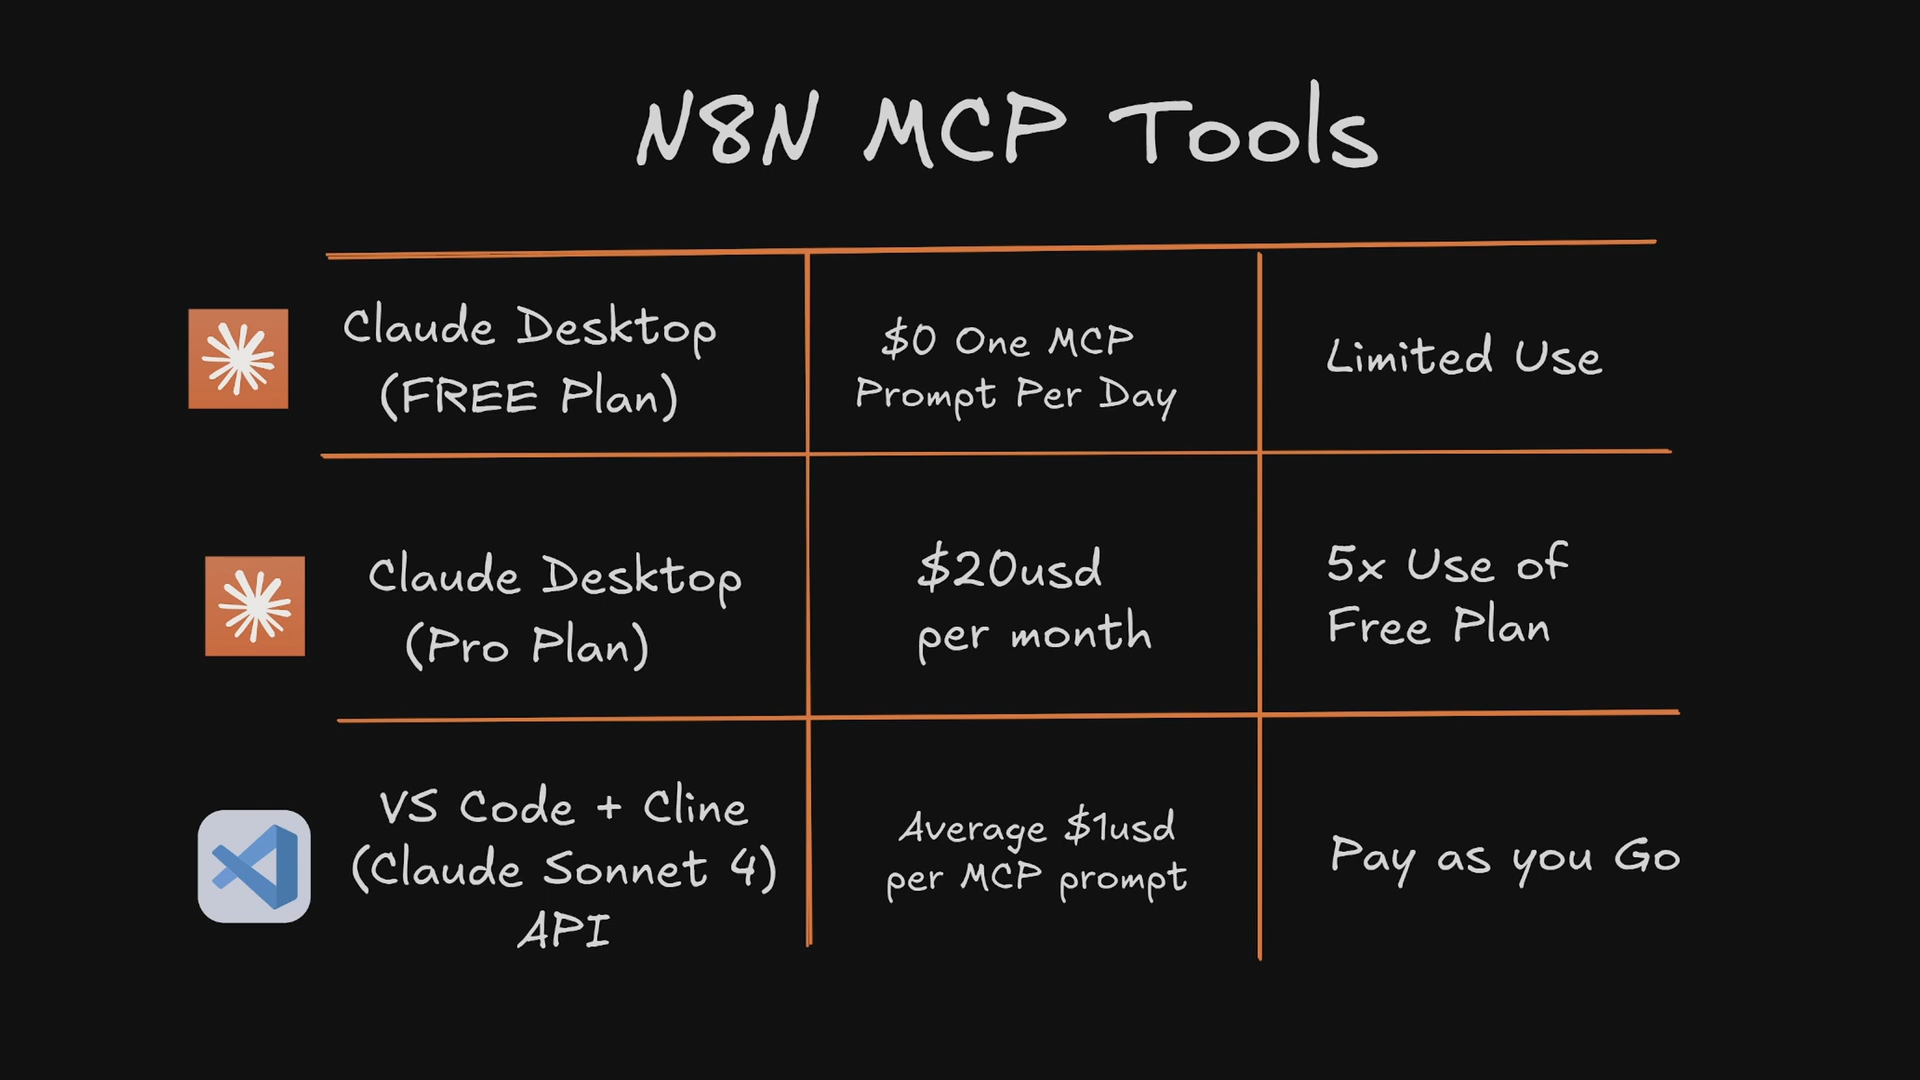 N8N MCP Tools
Claude Desktop
(FREE Plan)
$0 One MCP
Prompt Per Day
Limited Use
Claude Desktop
(Pro Plan)
$20usd
per month
5x Use of
Free Plan
VS Code + Cline
(Claude Sonnet 4)
API
Average $1usd
per MCP prompt
Pay as you Go